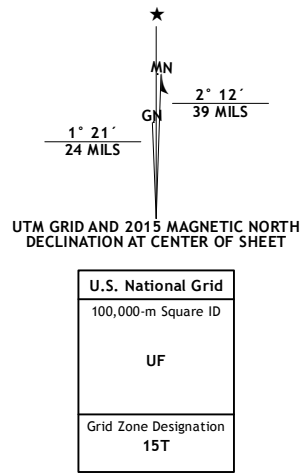 MN
2° 12´
39 MILS
GN
1° 21´
24 MILS
UTM GRID AND 2015 MAGNETIC NORTH
DECLINATION AT CENTER OF SHEET
U.S. National Grid
100,000-m Square ID
UF
Grid Zone Designation
15T